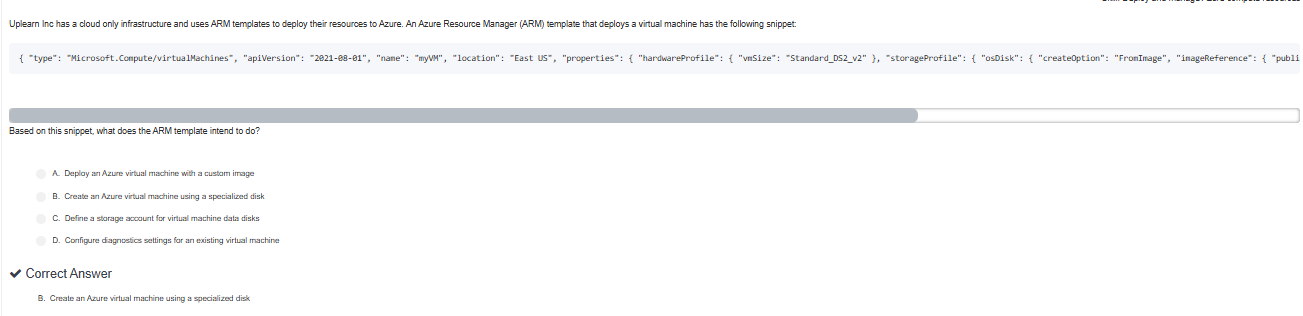 Uplearn Inc has a cloud only infrastructure and uses ARM templates to deploy their resources to Azure. An Azure Resource Manager (ARM) template that deploys a virtual machine has the following snippet:
{ "type": "Microsoft.Compute/virtualMachines", "apiVersion": "2021-08-01", "name": "myVM", "location": "East US", "properties": { "hardwareProfile": { "vmSize": "Standard_DS2_v2" }, "storageProfile": { "osDisk": { "createOption": "FromImage", "imageReference": { "publi
Based on this snippet, what does the ARM template intend to do?
A. Deploy an Azure virtual machine with a custom image
B. Create an Azure virtual machine using a specialized disk
C. Define a storage account for virtual machine data disks
D. Configure diagnostics settings for an existing virtual machine
Correct Answer
B. Create an Azure virtual machine using a specialized disk